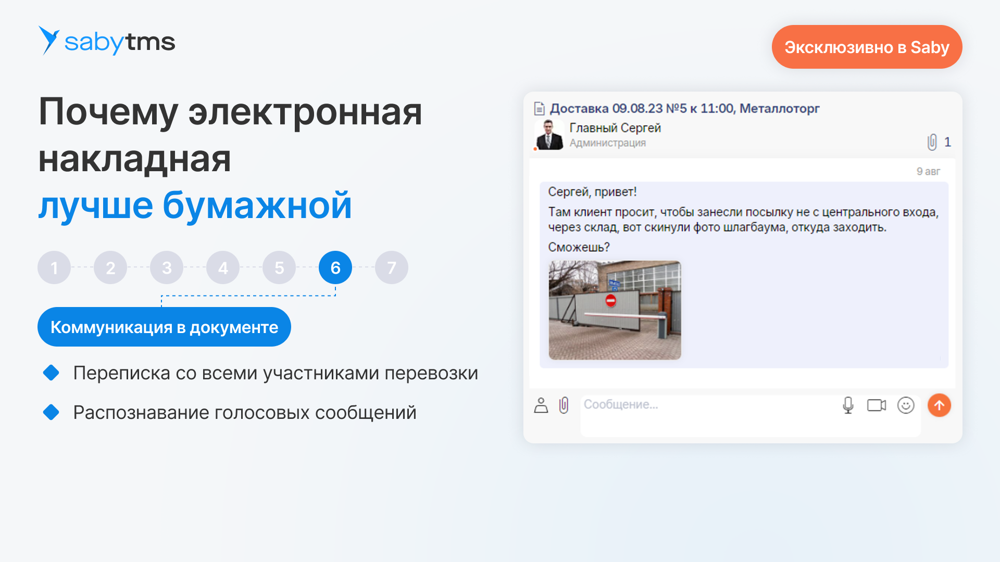 sabytms
Эксклюзивно в Saby
Почему электронная
накладная
лучше бумажной
1 2 3 4 5 6 7
Коммуникация в документе
Переписка со всеми участниками перевозки
Распознавание голосовых сообщений
Доставка 09.08.23 №5 к 11:00, Металлоторг
Главный Сергей
Администрация
1
9 авг
Сергей, привет!
Там клиент просит, чтобы занесли посылку не с центрального входа,
через склад, вот скинули фото шлагбаума, откуда заходить.
Сможешь?
Сообщение...